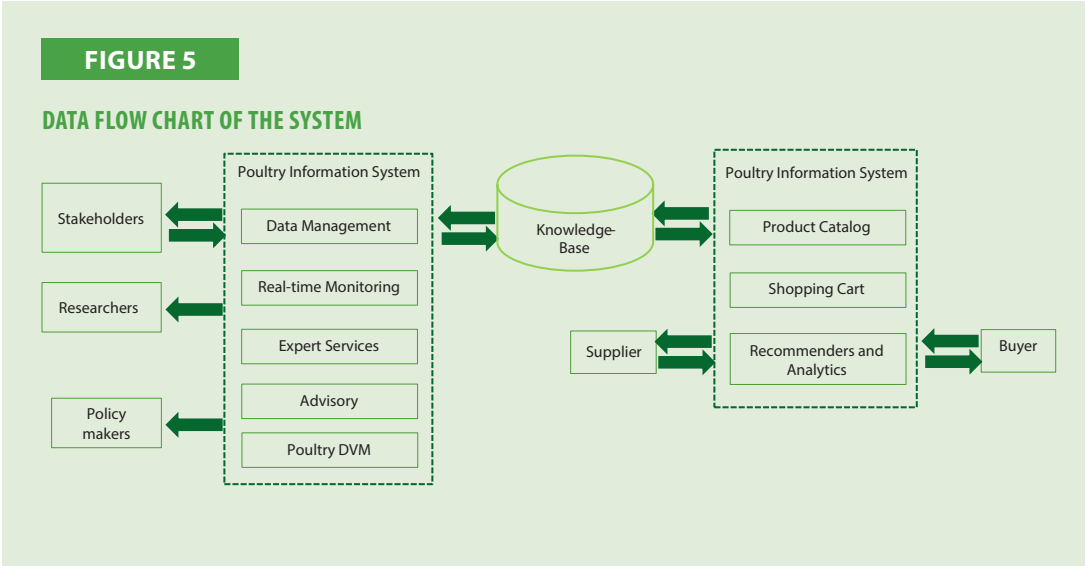 FIGURE 5
DATA FLOW CHART OF THE SYSTEM
Stakeholders
Researchers
Policy
makers
Poultry Information System
Data Management
Real-time Monitoring
Expert Services
Advisory
Poultry DVM
Knowledge-
Base
Supplier
Poultry Information System
Product Catalog
Shopping Cart
Recommenders and
Analytics
Buyer